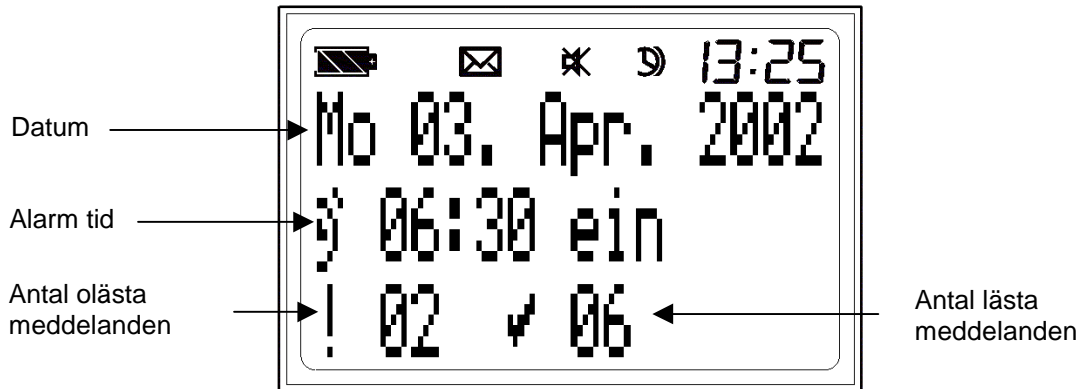 13:25
Datum
Mo 03. Apr. 2002
Alarm tid
06:30 ein
Antal olästa
meddelanden
! 02 ✓ 06
Antal lästa
meddelanden